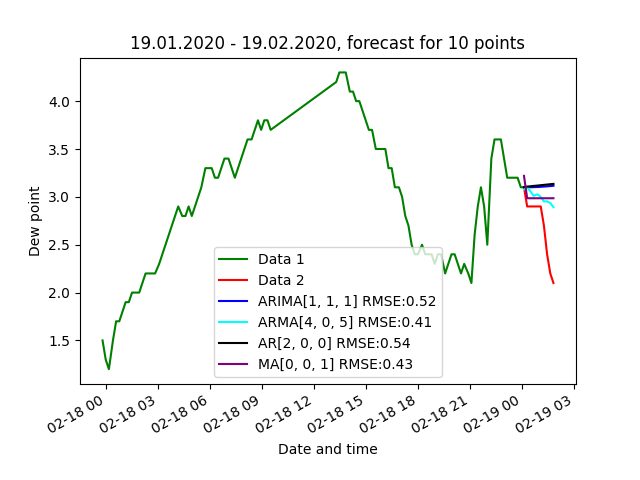 19.01.2020 - 19.02.2020, forecast for 10 points
Dew point
4.0
3.5
3.0
2.5
2.0
1.5
Data 1
Data 2
ARIMA[1, 1, 1] RMSE:0.52
ARMA[4, 0, 5] RMSE:0.41
AR[2, 0, 0] RMSE:0.54
MA[0, 0, 1] RMSE:0.43
02-18 00
02-18 03
02-18 06
02-18 09
02-18 12
02-18 15
02-18 18
02-18 21
02-19 00
02-19 03
Date and time